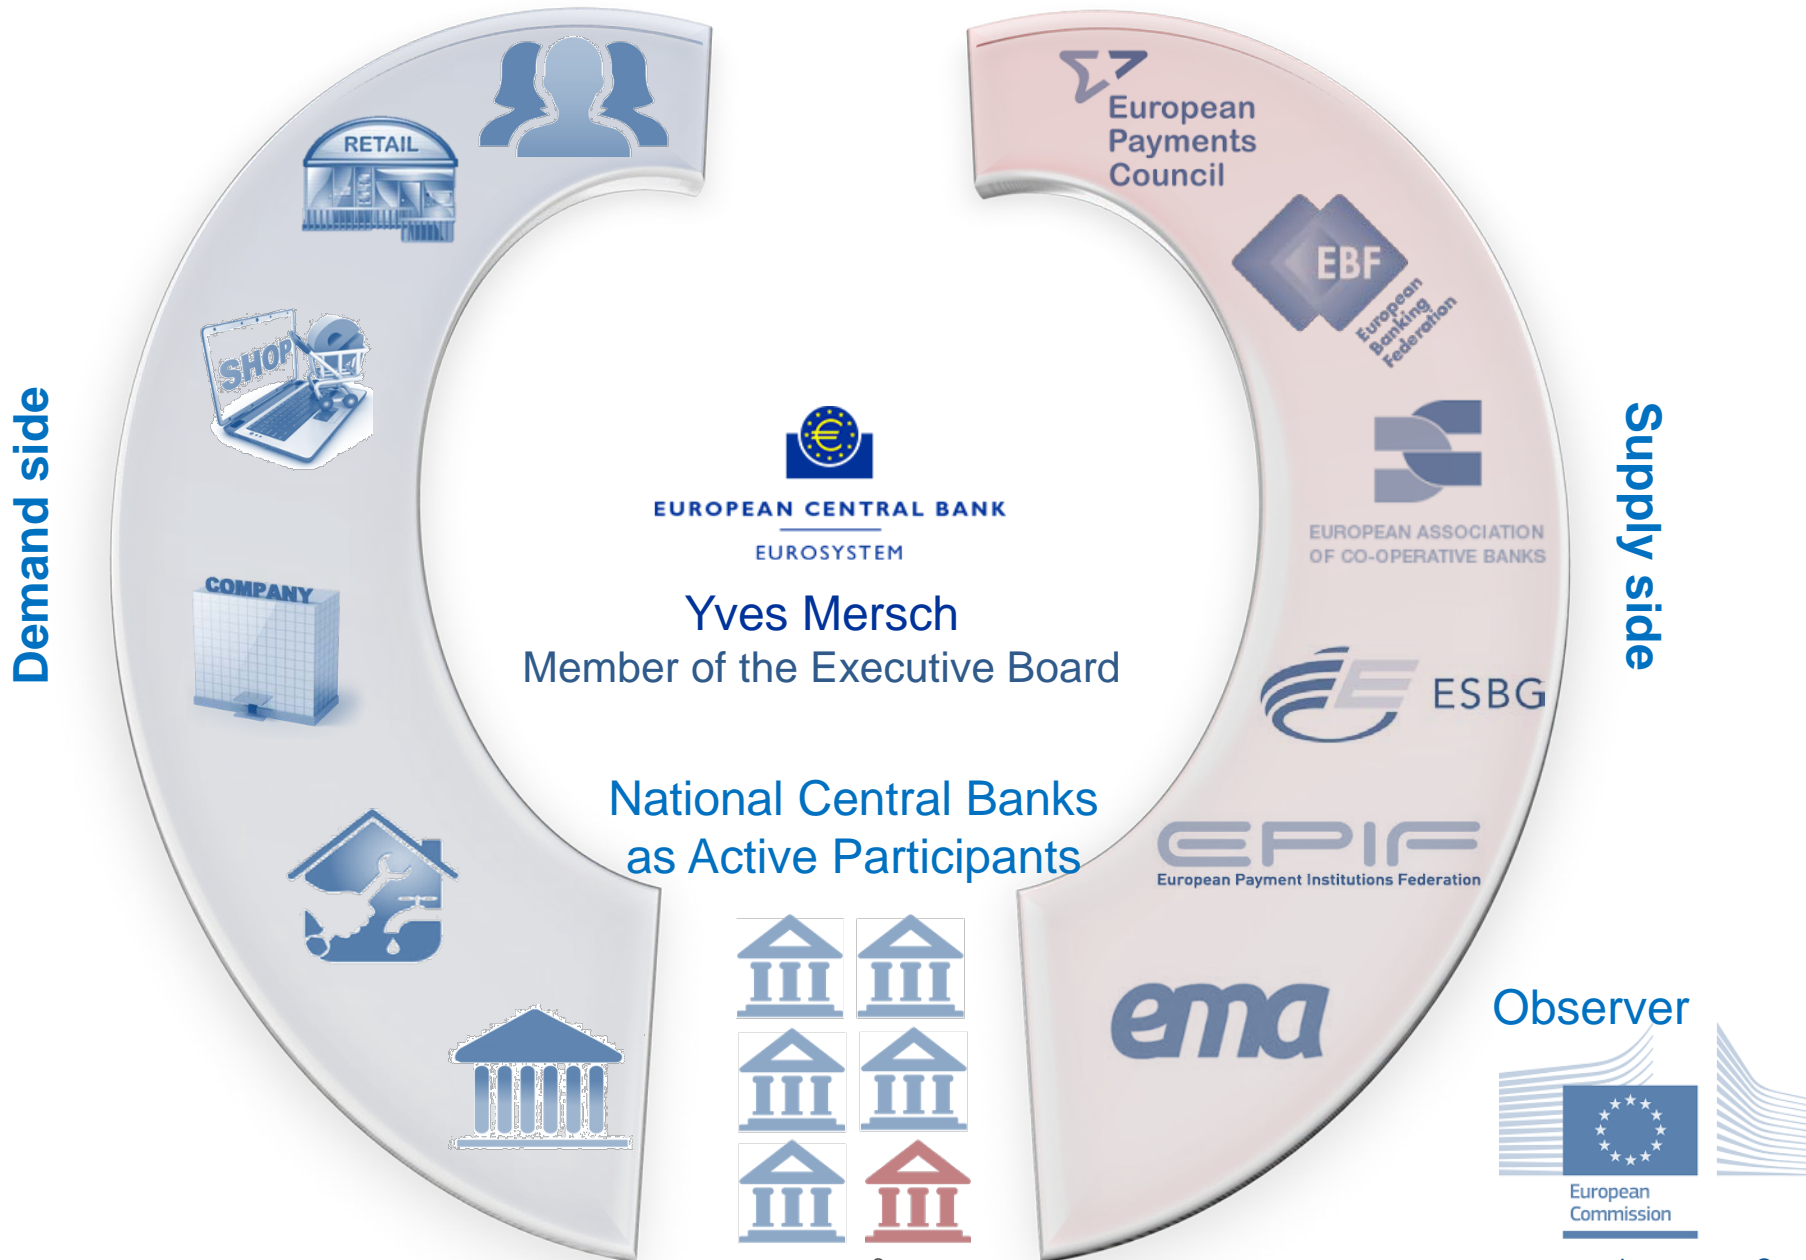 Demand side
RETAIL
SHOP
COMPANY
EUROPEAN CENTRAL BANK
EUROSYSTEM
Yves Mersch
Member of the Executive Board
National Central Banks
as Active Participants
European
Payments
Council
EBF
European
Banking
Federation
EUROPEAN ASSOCIATION
OF CO-OPERATIVE BANKS
ESBG
EPIF
European Payment Institutions Federation
ema
Supply side
Observer
European
Commission